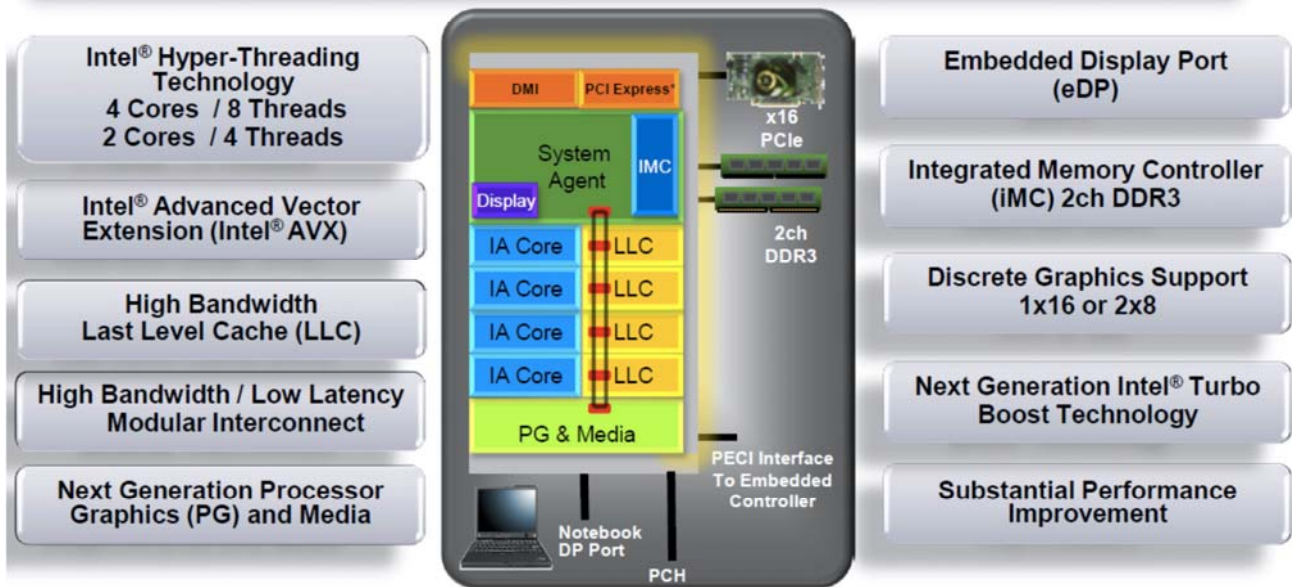 Intel® Hyper-Threading
Technology
4 Cores / 8 Threads
2 Cores / 4 Threads
Intel® Advanced Vector
Extension (Intel® AVX)
High Bandwidth
Last Level Cache (LLC)
High Bandwidth / Low Latency
Modular Interconnect
Next Generation Processor
Graphics (PG) and Media
DMI
PCI Express*
System
Agent
IMC
Display
IA Core
LLC
IA Core
LLC
IA Core
LLC
IA Core
LLC
PG & Media
x16
PCIe
2ch
DDR3
PECI Interface
To Embedded
Controller
Notebook
DP Port
PCH
Embedded Display Port
(eDP)
Integrated Memory Controller
(iMC) 2ch DDR3
Discrete Graphics Support
1x16 or 2x8
Next Generation Intel® Turbo
Boost Technology
Substantial Performance
Improvement